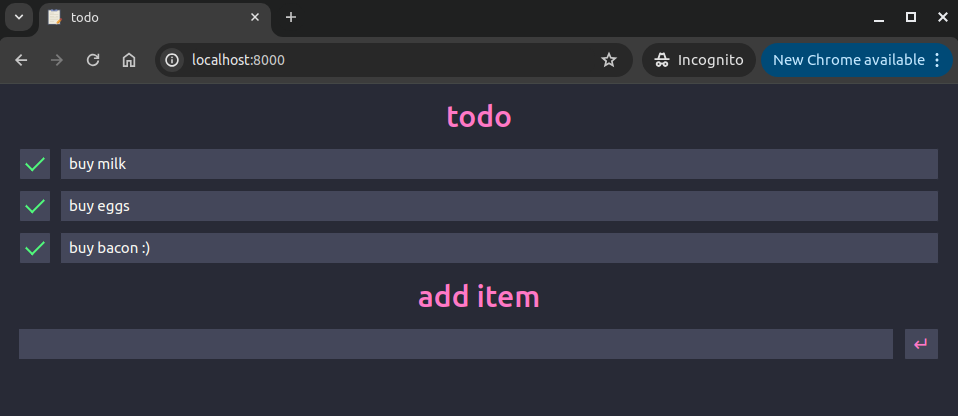 todo
localhost:8000
Incognito
New Chrome available
todo
buy milk
buy eggs
buy bacon :)
add item